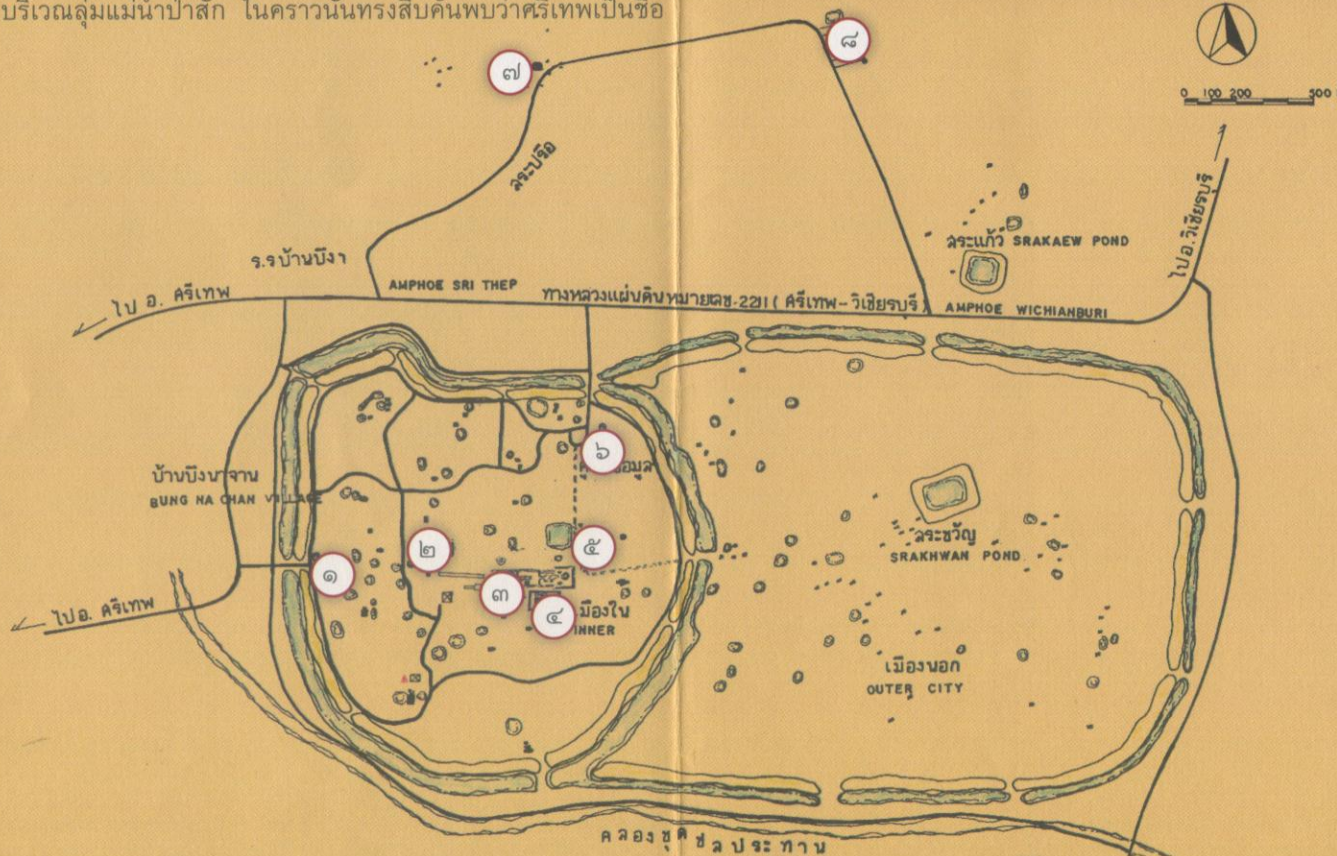 บริเวณลุ่มแม่น้ำป่าสัก ในคราวนั้นทรงสืบค้นพบว่าศรีเทพเป็นชื่อ
๗
๘
0 100 200 500
สระปรือ
สระแก้ว SRAKAEW POND
ไป อ.วิเชียรบุรี
ร.ร บ้านบึงฯ
ไป อ. ศรีเทพ
AMPHOE SRI THEP
ทางหลวงแผ่นดินหมายเลข.2211 ( ศรีเทพ-วิเชียรบุรี )
AMPHOE WICHIANBURI
๖
บ้านบึงนาจาน
BUNG NA CHAN
สระขวัญ
SRAKHWAN POND
๑
๒
๓
๔
๕
เมืองใน
INNER
ไป อ. ศรีเทพ
เมืองนอก
OUTER CITY
คลองขุดชลประทาน